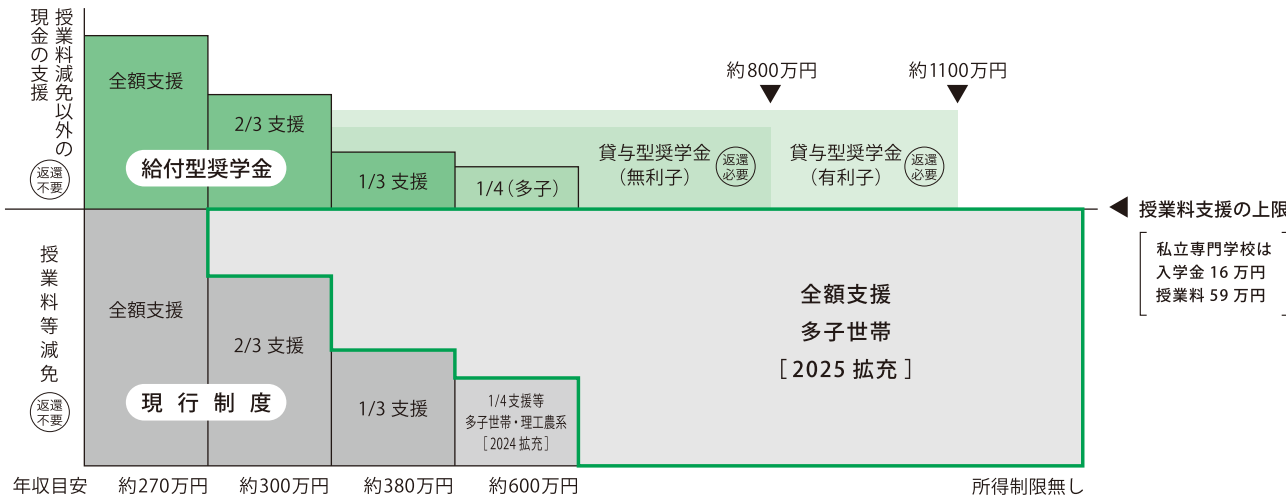 授業料減免以外の
現金の支援
返還
不要
全額支援
2/3 支援
給付型奨学金
1/3 支援
1/4（多子）
約800万円
約1100万円
貸与型奨学金
（無利子）
返還
必要
貸与型奨学金
（有利子）
返還
必要
授業料支援の上限
私立専門学校は
入学金 16 万円
授業料 59 万円
授業料等減免
返還
不要
全額支援
2/3 支援
現行制度
1/3 支援
1/4支援等
多子世帯・理工農系
［2024 拡充］
全額支援
多子世帯
［2025 拡充］
年収目安
約270万円
約300万円
約380万円
約600万円
所得制限無し